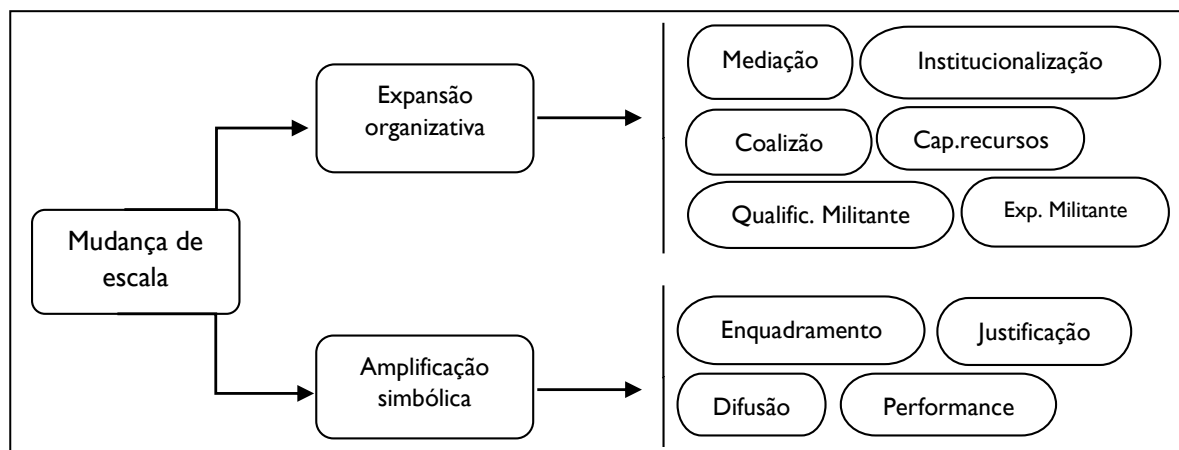 Mudança de
escala
Expansão
organizativa
Mediação
Institucionalização
Coalizão
Cap.recursos
Qualific. Militante
Exp. Militante
Amplificação
simbólica
Enquadramento
Justificação
Difusão
Performance